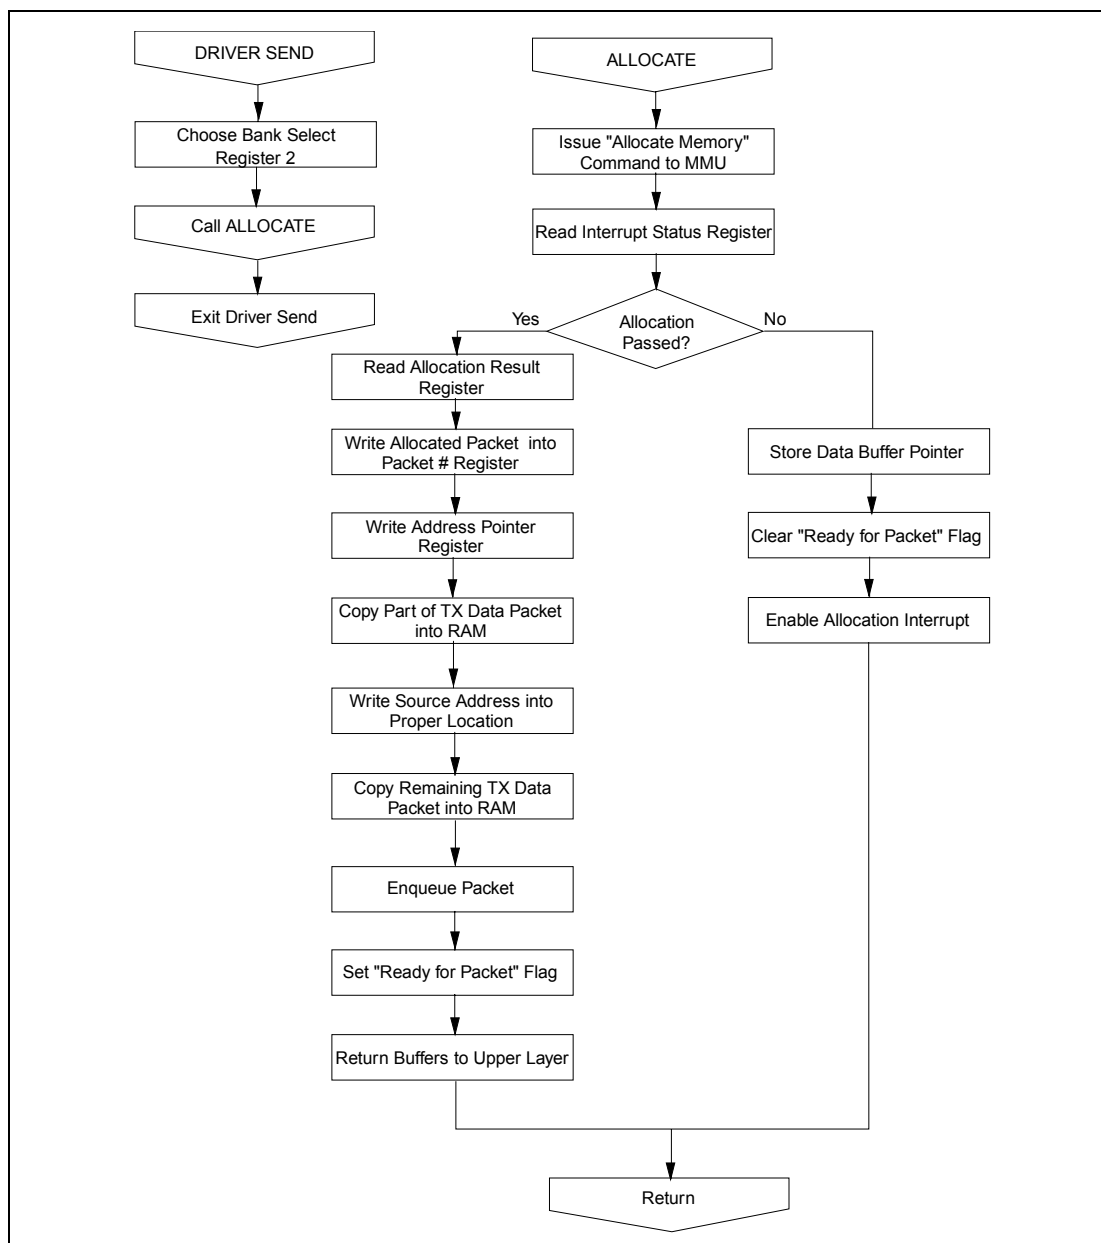 DRIVER SEND
Choose Bank Select
Register 2
Call ALLOCATE
Exit Driver Send
ALLOCATE
Issue "Allocate Memory"
Command to MMU
Read Interrupt Status Register
Allocation
Passed?
Yes
No
Read Allocation Result
Register
Write Allocated Packet into
Packet # Register
Write Address Pointer
Register
Copy Part of TX Data Packet
into RAM
Write Source Address into
Proper Location
Copy Remaining TX Data
Packet into RAM
Enqueue Packet
Set "Ready for Packet" Flag
Return Buffers to Upper Layer
Store Data Buffer Pointer
Clear "Ready for Packet" Flag
Enable Allocation Interrupt
Return